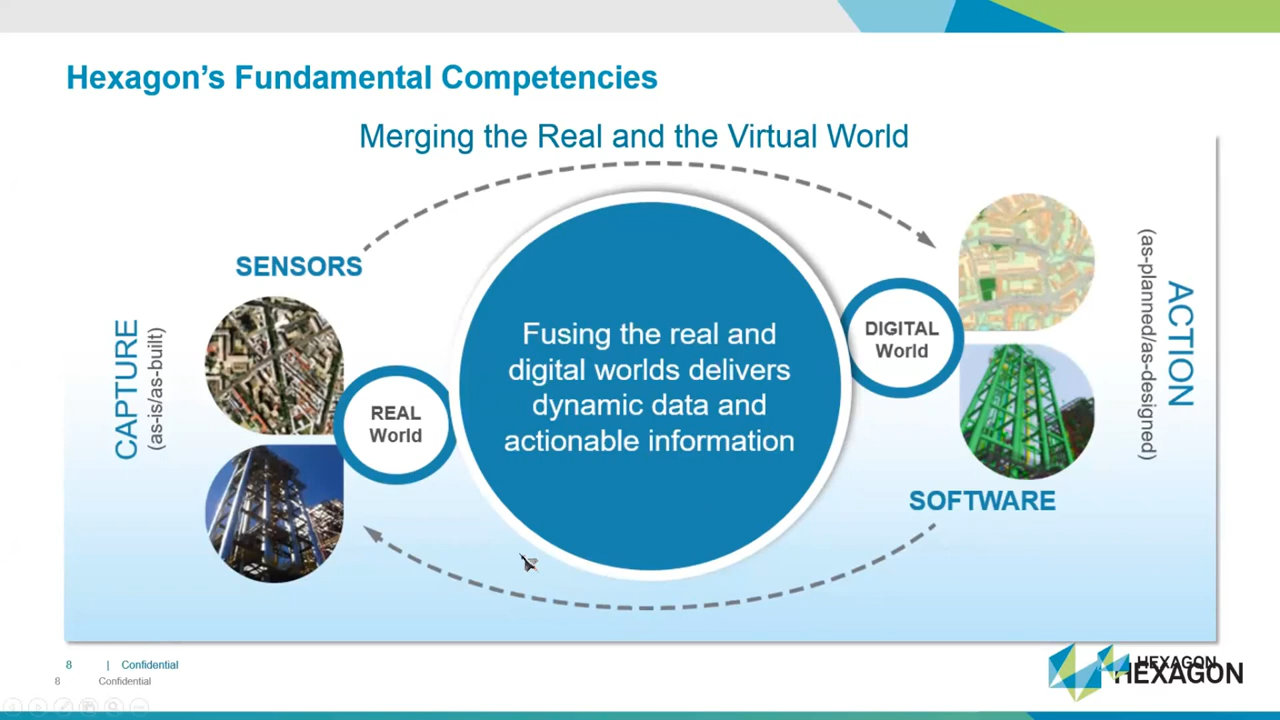 Hexagon's Fundamental Competencies
Merging the Real and the Virtual World
SENSORS
CAPTURE
(as-is/as-built)
REAL
World
Fusing the real and
digital worlds delivers
dynamic data and
actionable information
DIGITAL
World
ACTION
(as-planned/as-designed)
SOFTWARE
8 | Confidential
8 Confidential
HEXAGON
HEXAGON